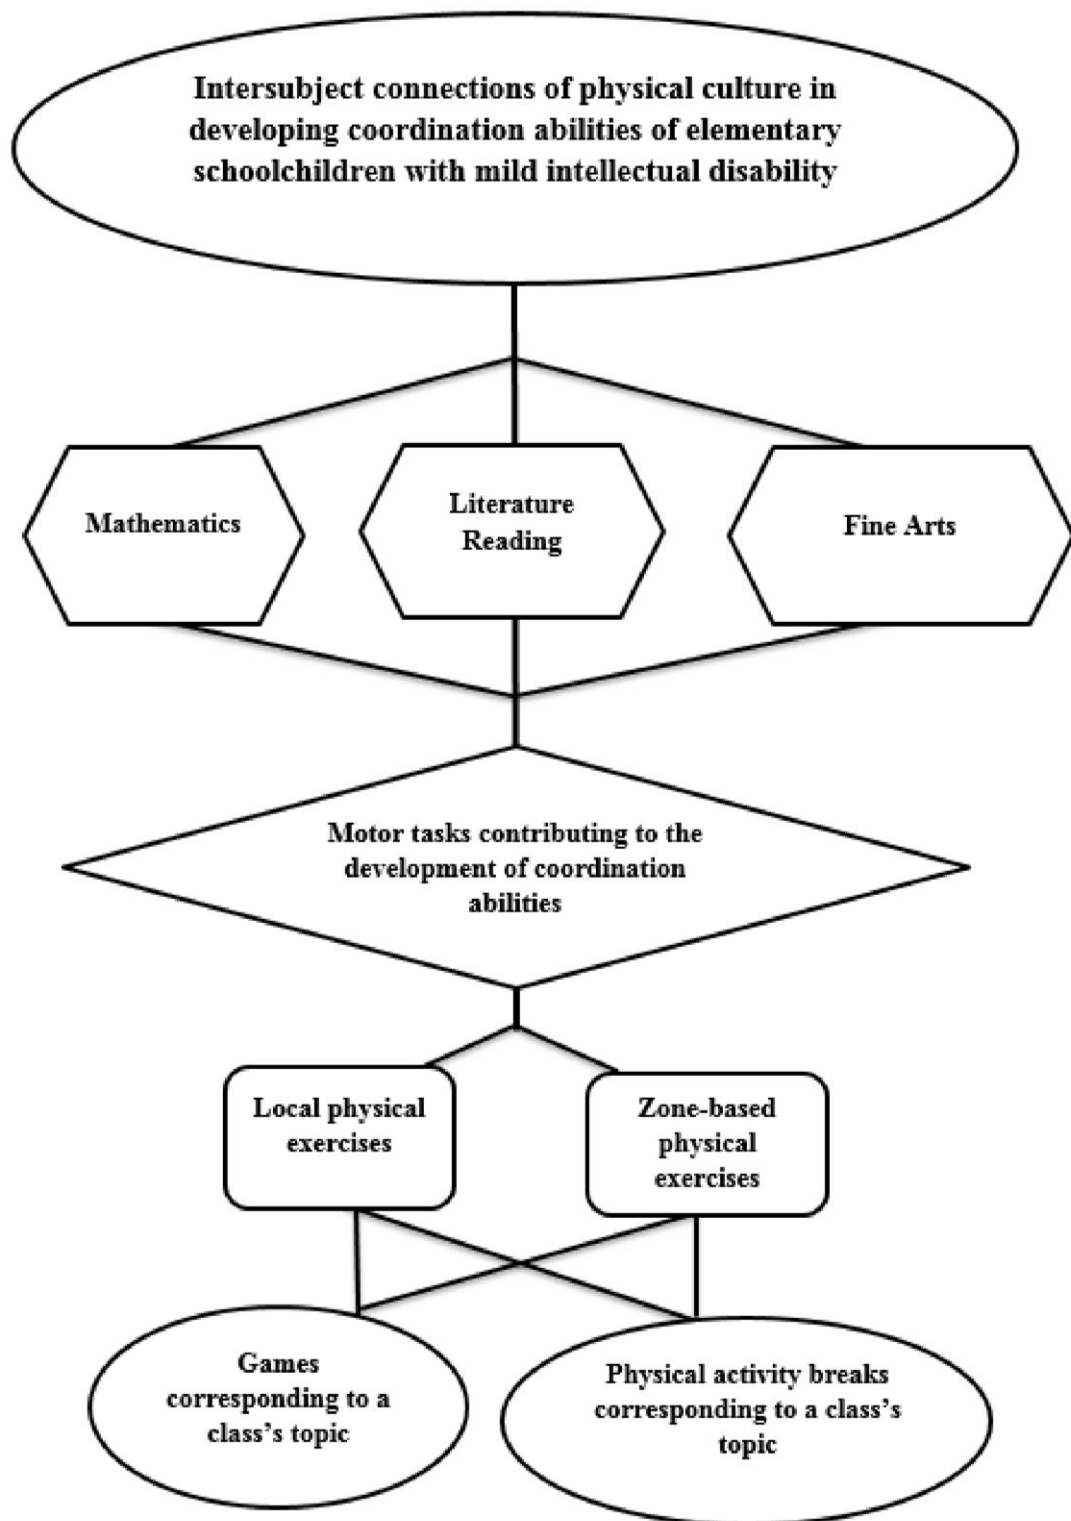 Intersubject connections of physical culture in
developing coordination abilities of elementary
schoolchildren with mild intellectual disability
Mathematics
Literature
Reading
Fine Arts
Motor tasks contributing to the
development of coordination
abilities
Local physical
exercises
Zone-based
physical
exercises
Games
corresponding to a
class’s topic
Physical activity breaks
corresponding to a class’s
topic